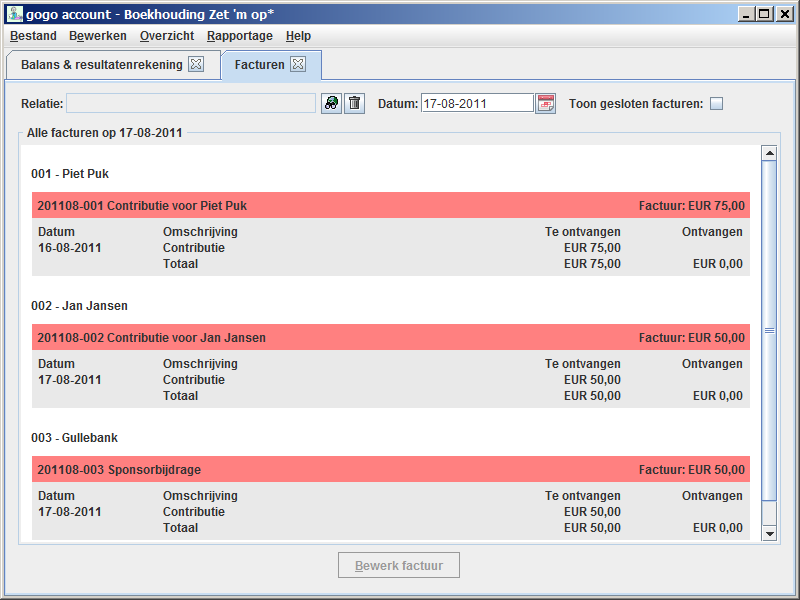 gogo account - Boekhouding Zet 'm op*
Bestand Bewerken Overzicht Rapportage Help
Balans & resultatenrekening Facturen
Relatie: Datum: 17-08-2011 Toon gesloten facturen:
Alle facturen op 17-08-2011
001 - Piet Puk
201108-001 Contributie voor Piet Puk Factuur: EUR 75,00
Datum Omschrijving Te ontvangen Ontvangen
16-08-2011 Contributie EUR 75,00
Totaal EUR 75,00 EUR 0,00
002 - Jan Jansen
201108-002 Contributie voor Jan Jansen Factuur: EUR 50,00
Datum Omschrijving Te ontvangen Ontvangen
17-08-2011 Contributie EUR 50,00
Totaal EUR 50,00 EUR 0,00
003 - Gullebank
201108-003 Sponsorbijdrage Factuur: EUR 50,00
Datum Omschrijving Te ontvangen Ontvangen
17-08-2011 Contributie EUR 50,00
Totaal EUR 50,00 EUR 0,00
Bewerk factuur